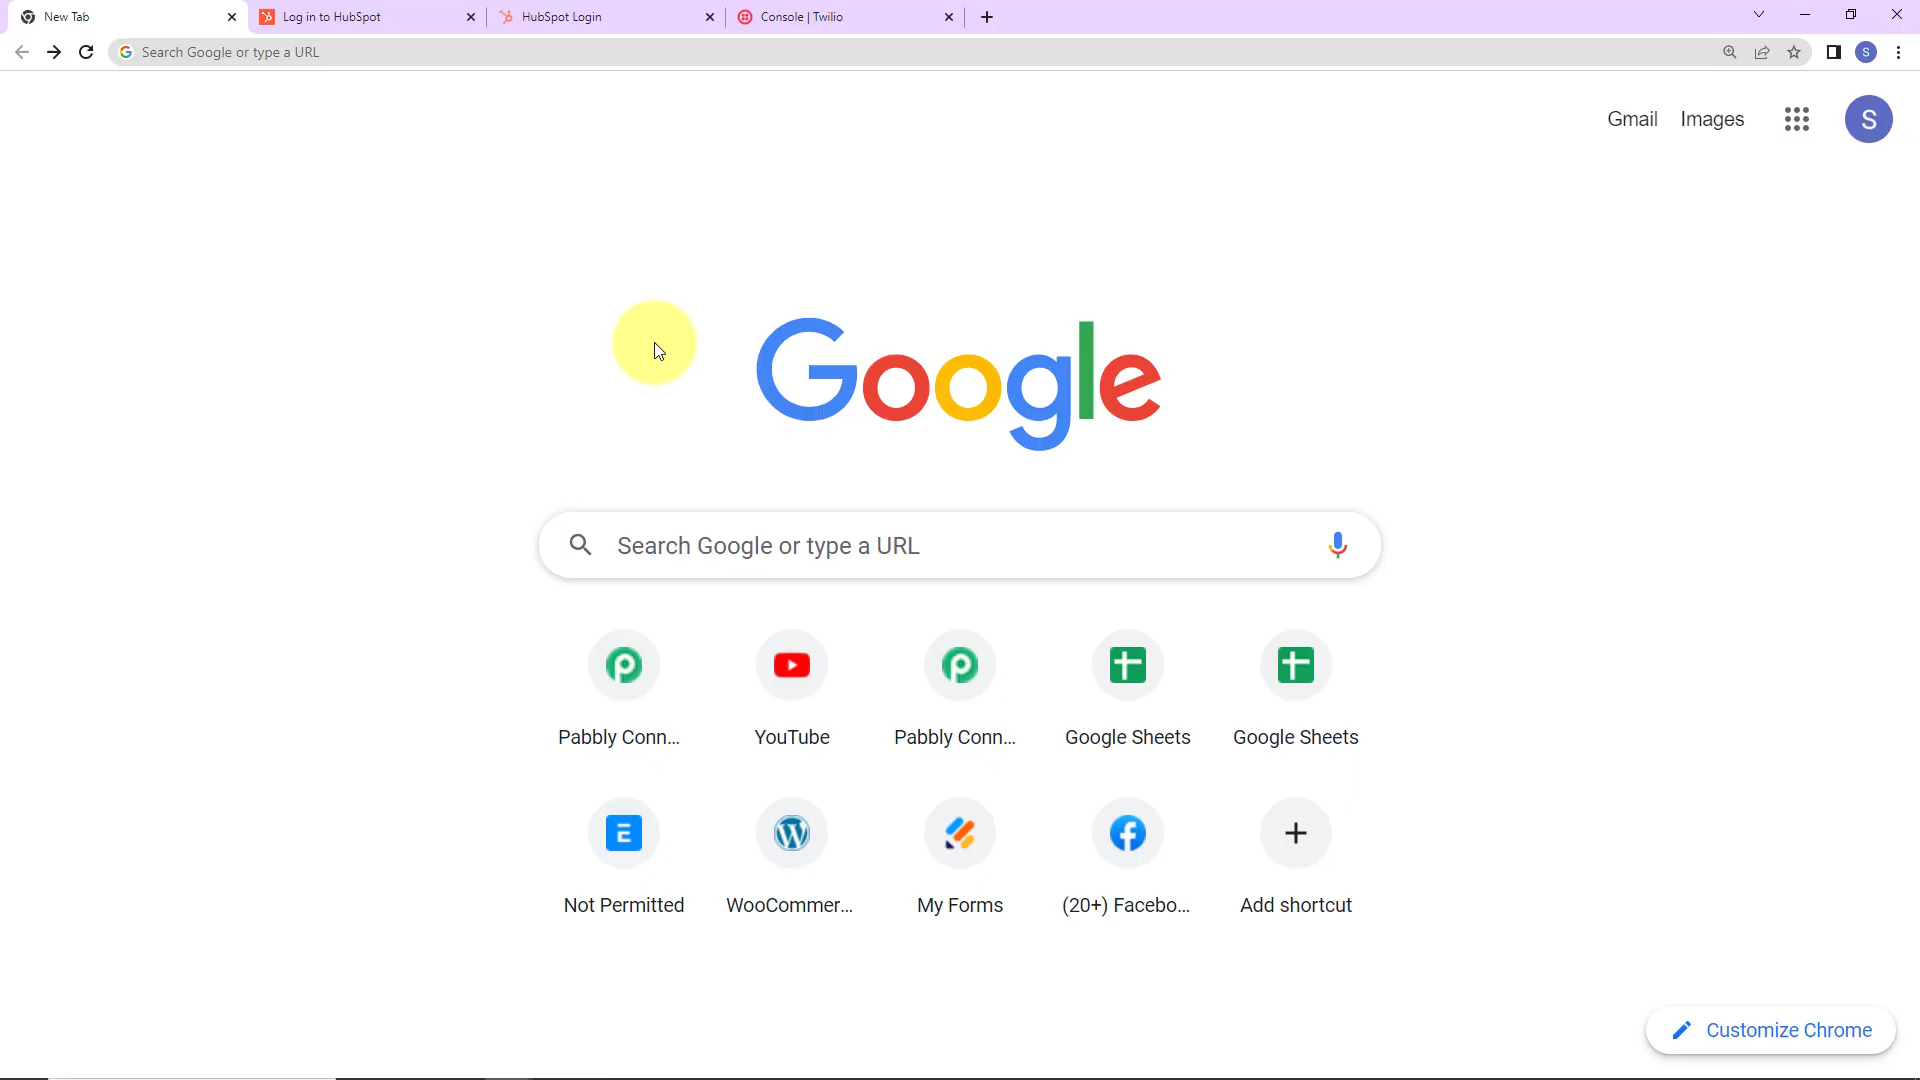 New Tab
Log in to HubSpot
HubSpot Login
Console | Twilio
Search Google or type a URL
S
Gmail
Images
S
Google
Search Google or type a URL
Pabbly Conn...
YouTube
Pabbly Conn...
Google Sheets
Google Sheets
Not Permitted
WooCommer...
My Forms
(20+) Facebo...
Add shortcut
Customize Chrome